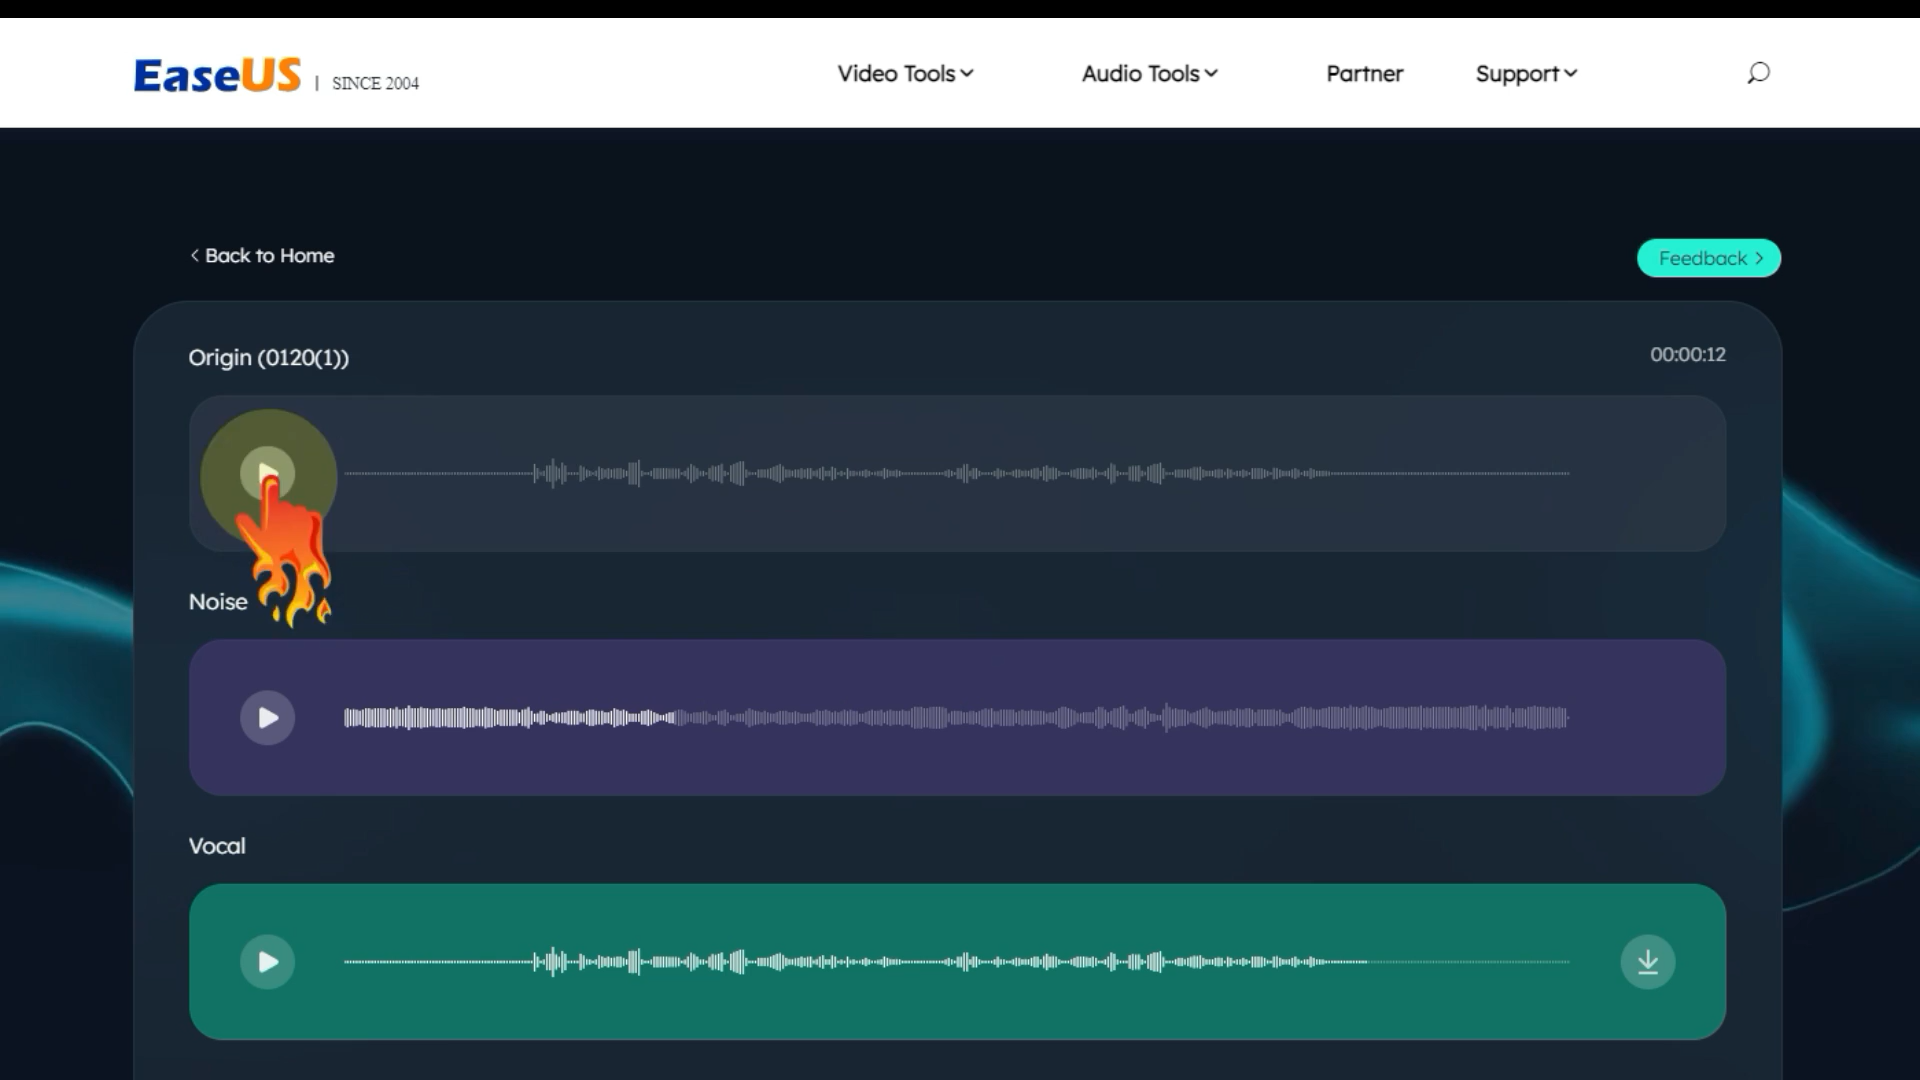 EaseUS | SINCE 2004
Video Tools
Audio Tools
Partner
Support
Back to Home
Feedback
Origin (0120(1))
00:00:12
Noise
Vocal